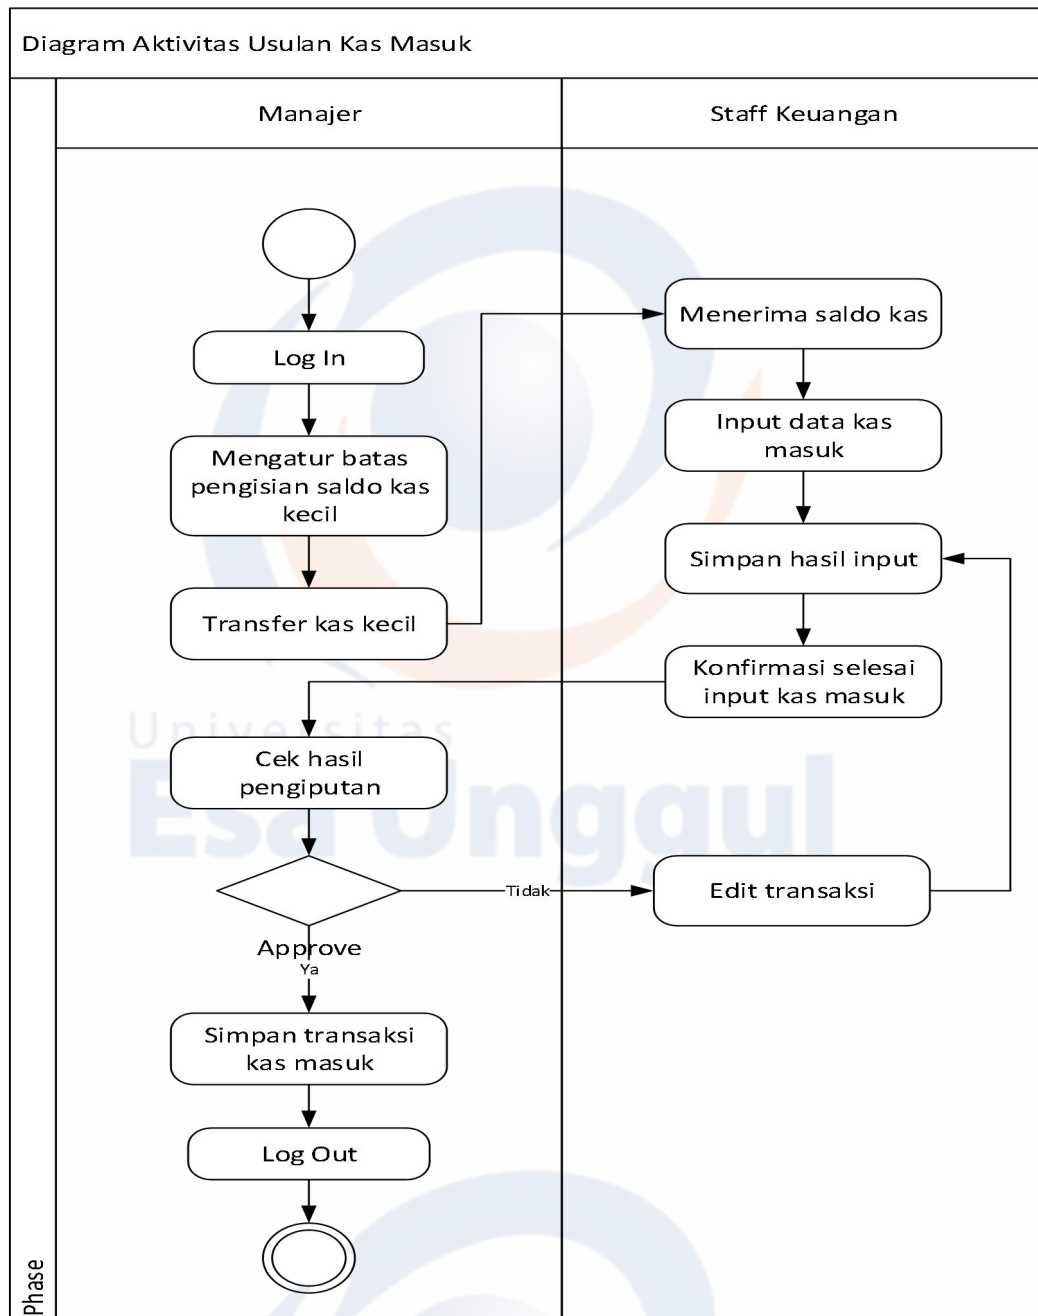 Diagram Aktivitas Usulan Kas Masuk
Manajer
Staff Keuangan
Log In
Mengatur batas
pengisian saldo kas
kecil
Transfer kas kecil
Menerima saldo kas
Input data kas
masuk
Simpan hasil input
Konfirmasi selesai
input kas masuk
Cek hasil
pengiputan
Tidak
Edit transaksi
Approve
Ya
Simpan transaksi
kas masuk
Log Out
Phase
Universitas
Esa Unggul